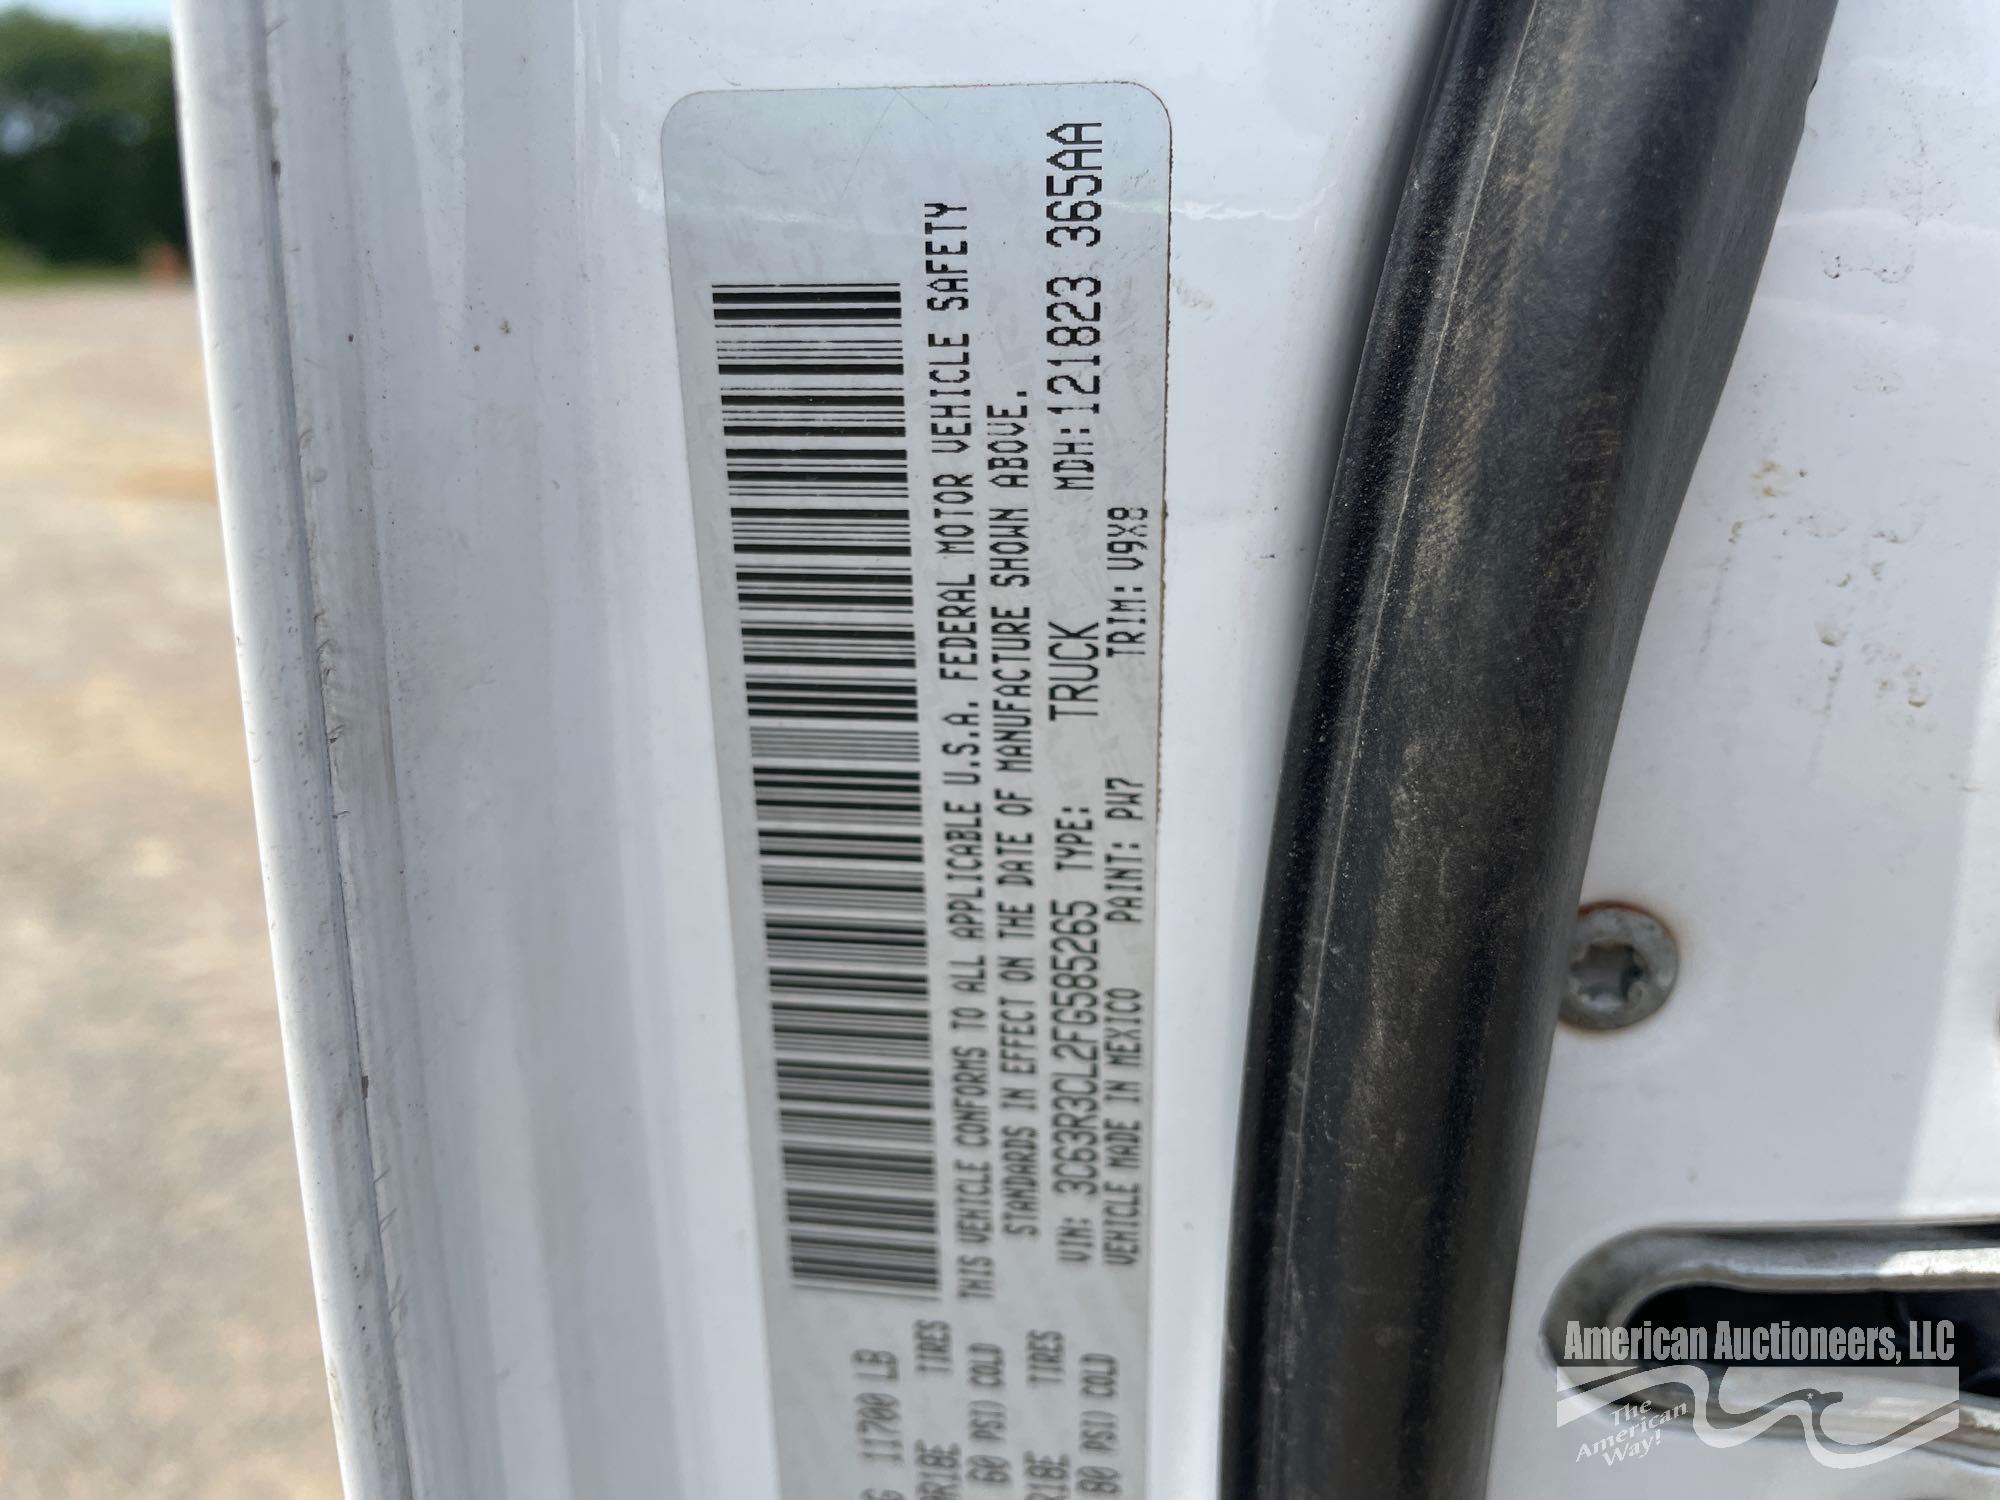 11700 LB
TIRES
60 PSI) COLD
TIRES
80 PSI) COLD
THIS VEHICLE CONFORMS TO ALL APPLICABLE U.S.A. FEDERAL MOTOR VEHICLE SAFETY
STANDARDS IN EFFECT ON THE DATE OF MANUFACTURE SHOWN ABOVE.
VIN: 3C63R3CL2FG585265 TYPE: TRUCK MDH:121823 365AA
VEHICLE MADE IN MEXICO PAINT: PW7 TRIM: V9X8
American Auctioneers, LLC
The
American
Way!